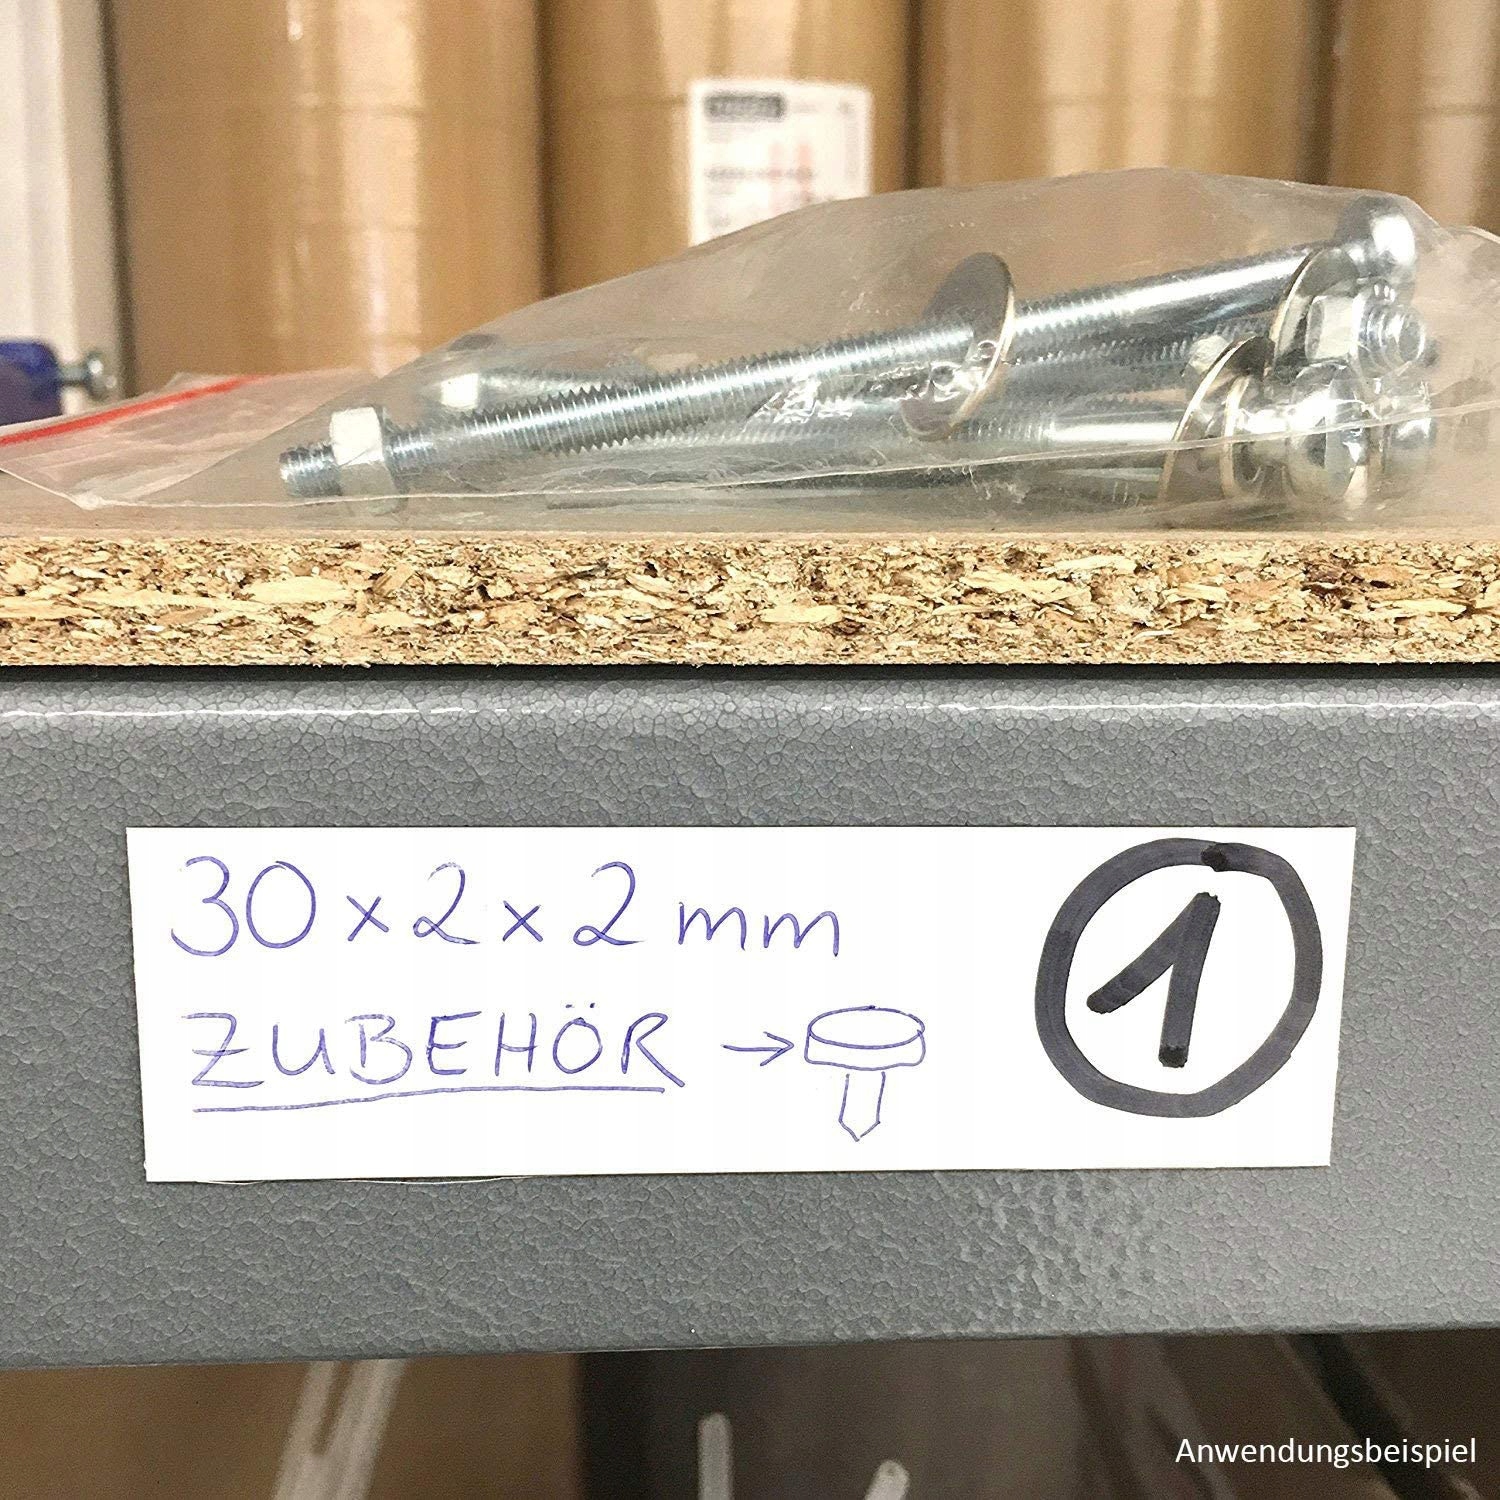 30 x 2 x 2 mm
ZUBEHÖR →
1
Anwendungsbeispiel